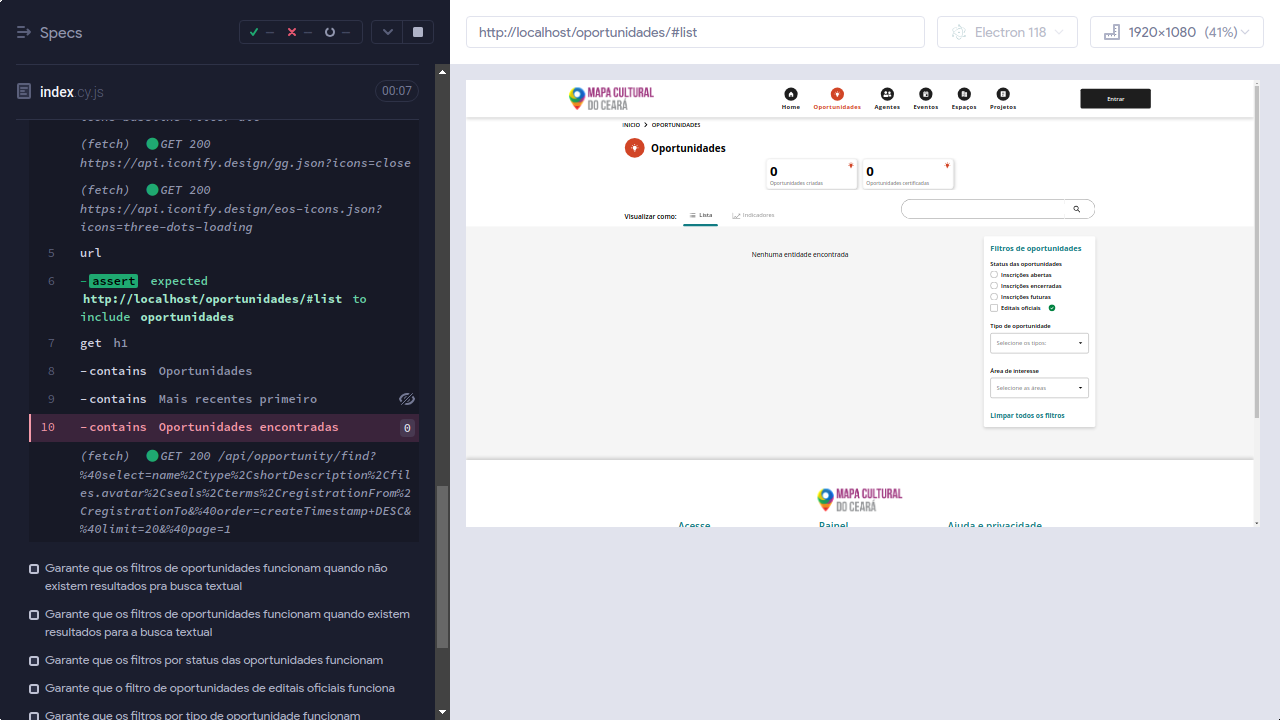 Specs
--
--
--
http://localhost/oportunidades/#list
Electron 118
1920×1080 (41%)
index.cy.js
00:07
(fetch) GET 200
https://api.iconify.design/gg.json?icons=close
(fetch) GET 200
https://api.iconify.design/eos-icons.json?
icons=three-dots-loading
5 url
6 -assert expected
http://localhost/oportunidades/#list to
include oportunidades
7 get h1
8 -contains Oportunidades
9 -contains Mais recentes primeiro
10 -contains Oportunidades encontradas 0
(fetch) GET 200 /api/opportunity/find?
%40select=name%2Ctype%2CshortDescription%2Cfil
es.avatar%2Cseals%2Cterms%2CregistrationFrom%2
CregistrationTo&%40order=createTimestamp+DESC&
%40limit=20&%40page=1
Garante que os filtros de oportunidades funcionam quando não
existem resultados pra busca textual
Garante que os filtros de oportunidades funcionam quando existem
resultados para a busca textual
Garante que os filtros por status das oportunidades funcionam
Garante que o filtro de oportunidades de editais oficiais funciona
Garante que os filtros por tipo de oportunidade funcionam
MAPA CULTURAL
DO CEARÁ
Home
Oportunidades
Agentes
Eventos
Espaços
Projetos
Entrar
INICIO > OPORTUNIDADES
Oportunidades
0
Oportunidades criadas
0
Oportunidades certificadas
Visualizar como:
Lista
Indicadores
Nenhuma entidade encontrada
Filtros de oportunidades
Status das oportunidades
Inscrições abertas
Inscrições encerradas
Inscrições futuras
Editais oficiais
Tipo de oportunidade
Selecione os tipos:
Área de interesse
Selecione as áreas
Limpar todos os filtros
MAPA CULTURAL
DO CEARÁ
Acesse
Painel
Ajuda e privacidade